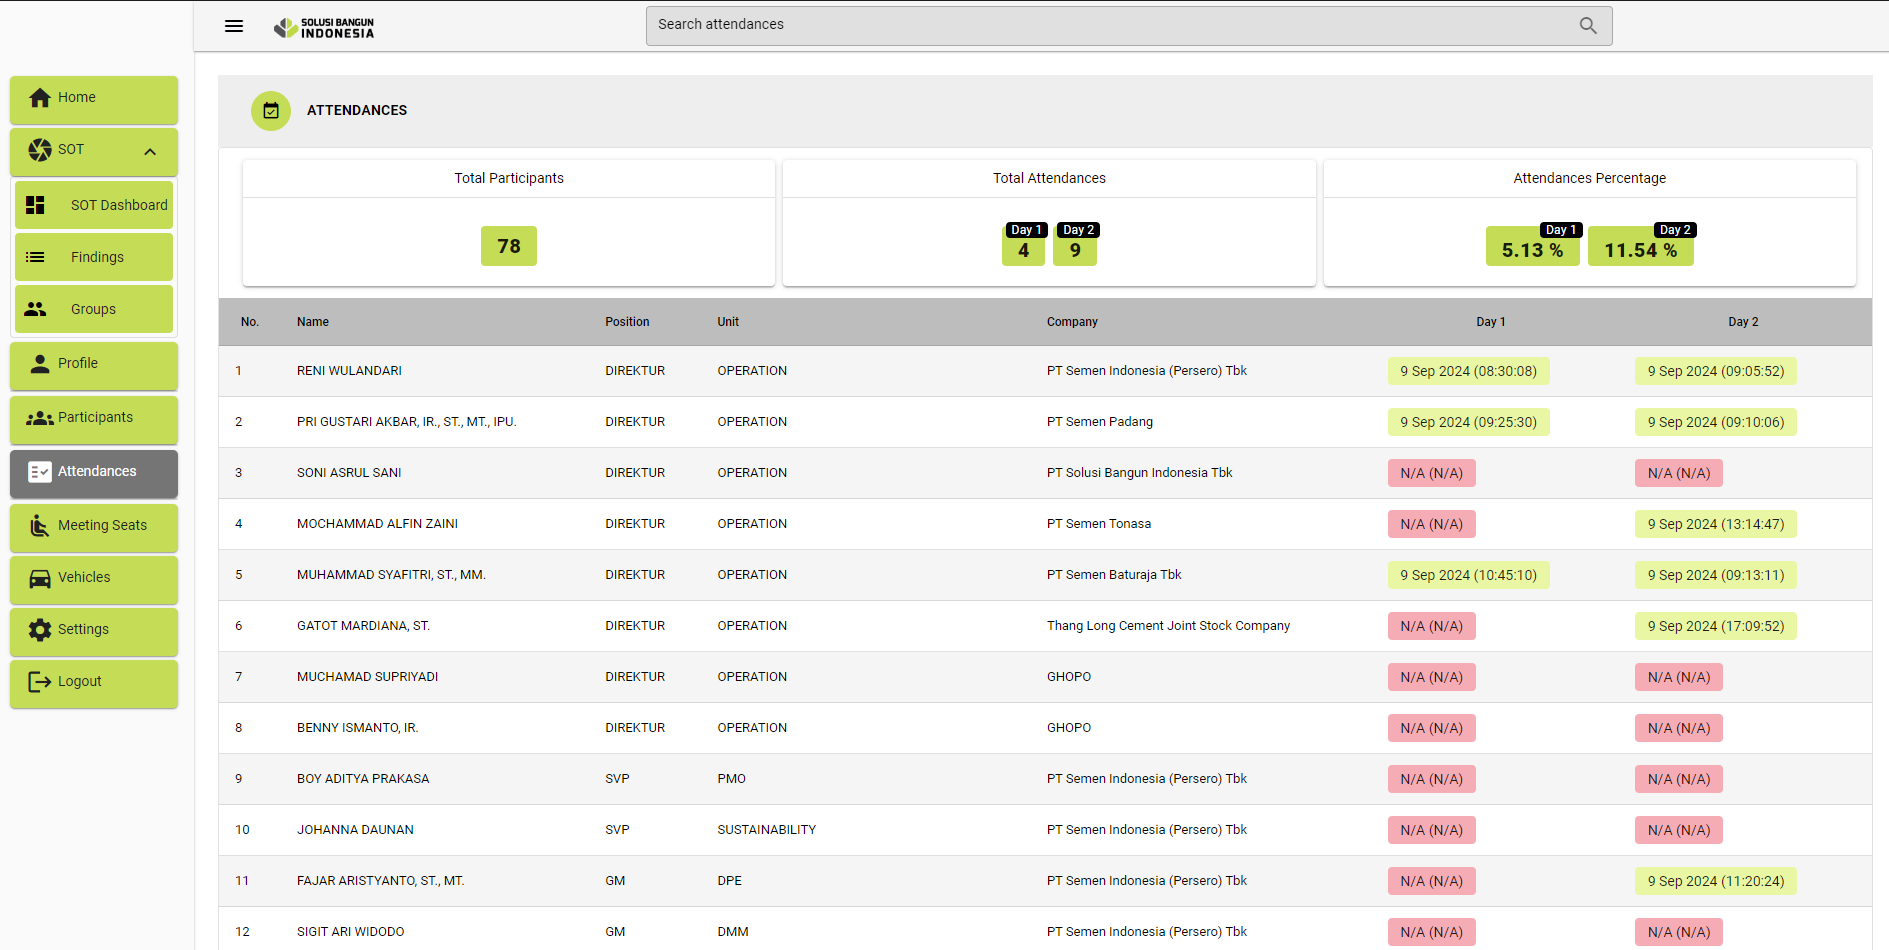 SOLUSI BANGUN
INDONESIA
Search attendances
Home
SOT
SOT Dashboard
Findings
Groups
Profile
Participants
Attendances
Meeting Seats
Vehicles
Settings
Logout
ATTENDANCES
Total Participants
78
Total Attendances
Day 1 Day 2
4 9
Attendances Percentage
Day 1 Day 2
5.13 % 11.54 %
No. Name Position Unit Company Day 1 Day 2
1 RENI WULANDARI DIREKTUR OPERATION PT Semen Indonesia (Persero) Tbk 9 Sep 2024 (08:30:08) 9 Sep 2024 (09:05:52)
2 PRI GUSTARI AKBAR, IR., ST., MT., IPU. DIREKTUR OPERATION PT Semen Padang 9 Sep 2024 (09:25:30) 9 Sep 2024 (09:10:06)
3 SONI ASRUL SANI DIREKTUR OPERATION PT Solusi Bangun Indonesia Tbk N/A (N/A) N/A (N/A)
4 MOCHAMMAD ALFIN ZAINI DIREKTUR OPERATION PT Semen Tonasa N/A (N/A) 9 Sep 2024 (13:14:47)
5 MUHAMMAD SYAFITRI, ST., MM. DIREKTUR OPERATION PT Semen Baturaja Tbk 9 Sep 2024 (10:45:10) 9 Sep 2024 (09:13:11)
6 GATOT MARDIANA, ST. DIREKTUR OPERATION Thang Long Cement Joint Stock Company N/A (N/A) 9 Sep 2024 (17:09:52)
7 MUCHAMAD SUPRIYADI DIREKTUR OPERATION GHOPO N/A (N/A) N/A (N/A)
8 BENNY ISMANTO, IR. DIREKTUR OPERATION GHOPO N/A (N/A) N/A (N/A)
9 BOY ADITYA PRAKASA SVP PMO PT Semen Indonesia (Persero) Tbk N/A (N/A) N/A (N/A)
10 JOHANNA DAUNAN SVP SUSTAINABILITY PT Semen Indonesia (Persero) Tbk N/A (N/A) N/A (N/A)
11 FAJAR ARISTYANTO, ST., MT. GM DPE PT Semen Indonesia (Persero) Tbk N/A (N/A) 9 Sep 2024 (11:20:24)
12 SIGIT ARI WIDODO GM DMM PT Semen Indonesia (Persero) Tbk N/A (N/A) N/A (N/A)